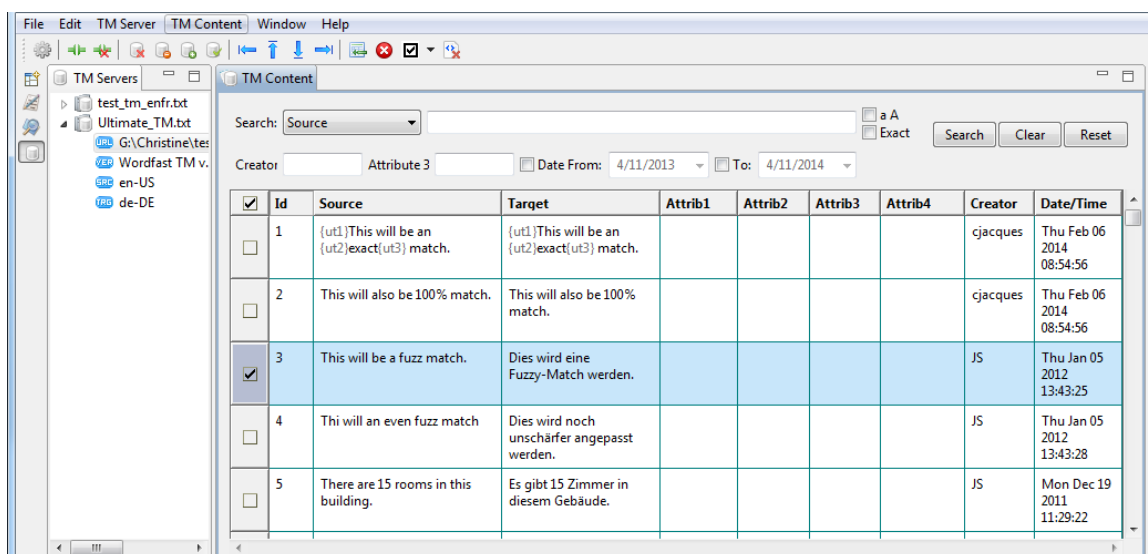 File Edit TM Server TM Content Window Help
TM Servers
TM Content
test_tm_enfr.txt
Ultimate_TM.txt
URL G:\Christine\tes
VER Wordfast TM v.
SRC en-US
TRG de-DE
Search: Source
a A
Exact
Search Clear Reset
Creator Attribute 3 Date From: 4/11/2013 To: 4/11/2014
Id Source Target Attrib1 Attrib2 Attrib3 Attrib4 Creator Date/Time
1 {ut1}This will be an {ut1}This will be an cjacques Thu Feb 06
{ut2}exact{ut3} match. {ut2}exact{ut3} match. 2014
08:54:56
2 This will also be 100% match. This will also be 100% cjacques Thu Feb 06
match. 2014
08:54:56
3 This will be a fuzz match. Dies wird eine JS Thu Jan 05
Fuzzy-Match werden. 2012
13:43:25
4 Thi will an even fuzz match Dies wird noch JS Thu Jan 05
unschärfer angepasst 2012
werden. 13:43:28
5 There are 15 rooms in this Es gibt 15 Zimmer in JS Mon Dec 19
building. diesem Gebäude. 2011
11:29:22